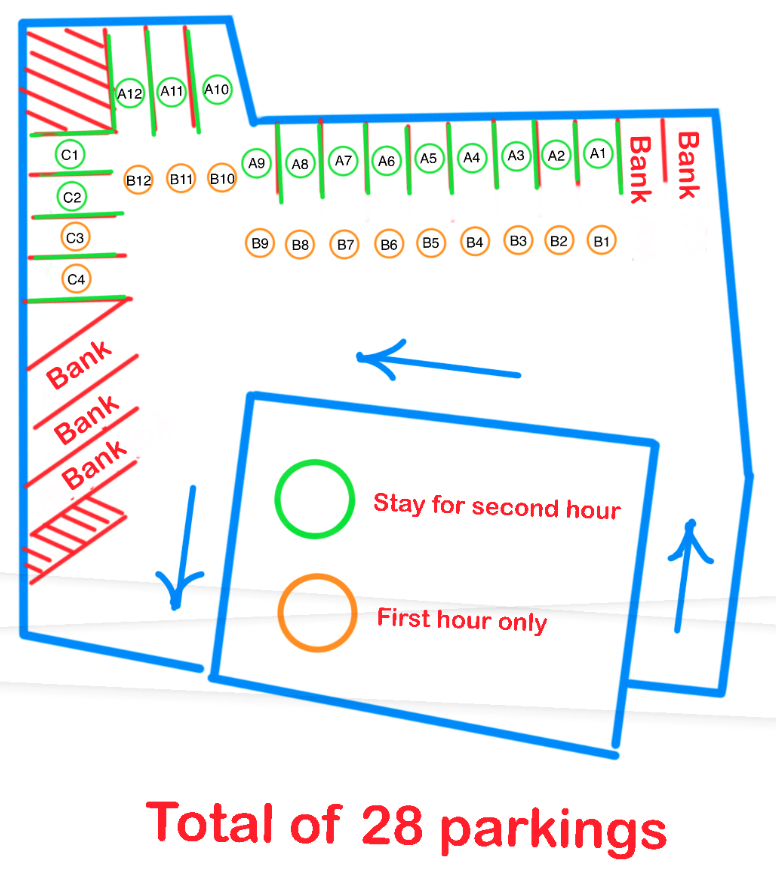 A12 A11 A10
C1
A9 A8 A7 A6 A5 A4 A3 A2 A1 Bank Bank
C2
B12 B11 B10
C3
B9 B8 B7 B6 B5 B4 B3 B2 B1
C4
Bank
Bank
Bank
Stay for second hour
First hour only
Total of 28 parkings